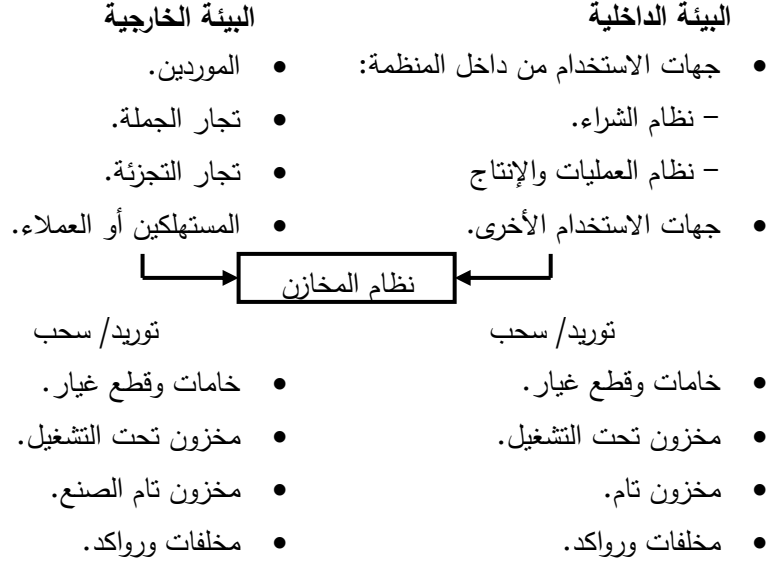 البيئة الداخلية
• جهات الاستخدام من داخل المنظمة:
- نظام الشراء.
- نظام العمليات والإنتاج
• جهات الاستخدام الأخرى.
البيئة الخارجية
• الموردين.
• تجار الجملة.
• تجار التجزئة.
• المستهلكين أو العملاء.
نظام المخازن
توريد/ سحب
• خامات وقطع غيار.
• مخزون تحت التشغيل.
• مخزون تام.
• مخلفات ورواكد.
توريد/ سحب
• خامات وقطع غيار.
• مخزون تحت التشغيل.
• مخزون تام الصنع.
• مخلفات ورواكد.